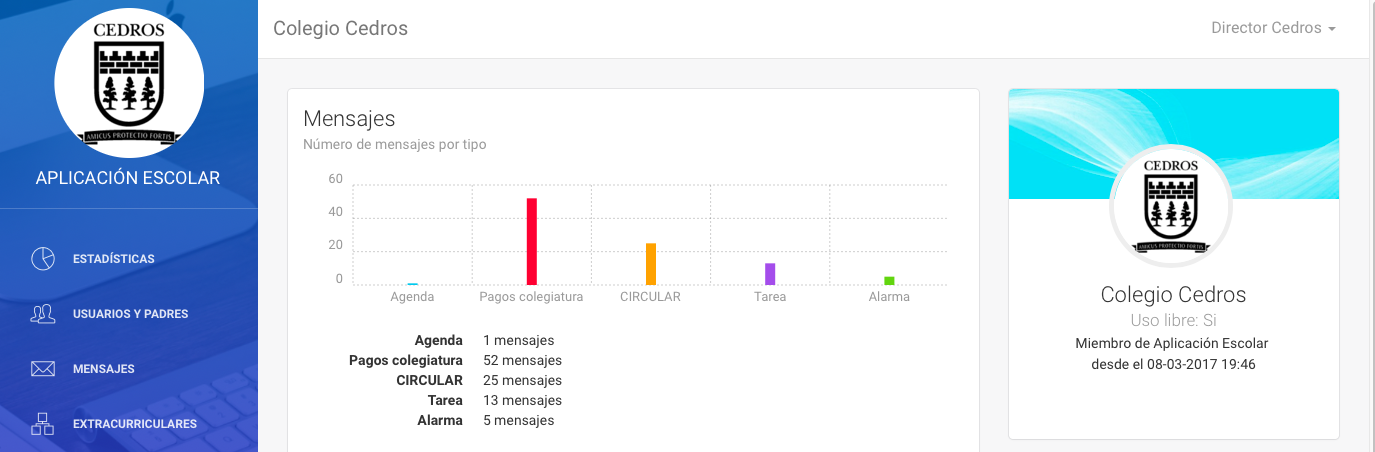 CEDROS
AMICUS PROTECTIO FORTIS
APLICACIÓN ESCOLAR
ESTADÍSTICAS
USUARIOS Y PADRES
MENSAJES
EXTRACURRICULARES
Colegio Cedros
Director Cedros
Mensajes
Número de mensajes por tipo
60
40
20
0
Agenda Pagos colegiatura CIRCULAR Tarea Alarma
Agenda 1 mensajes
Pagos colegiatura 52 mensajes
CIRCULAR 25 mensajes
Tarea 13 mensajes
Alarma 5 mensajes
CEDROS
AMICUS PROTECTIO FORTIS
Colegio Cedros
Uso libre: Si
Miembro de Aplicación Escolar
desde el 08-03-2017 19:46